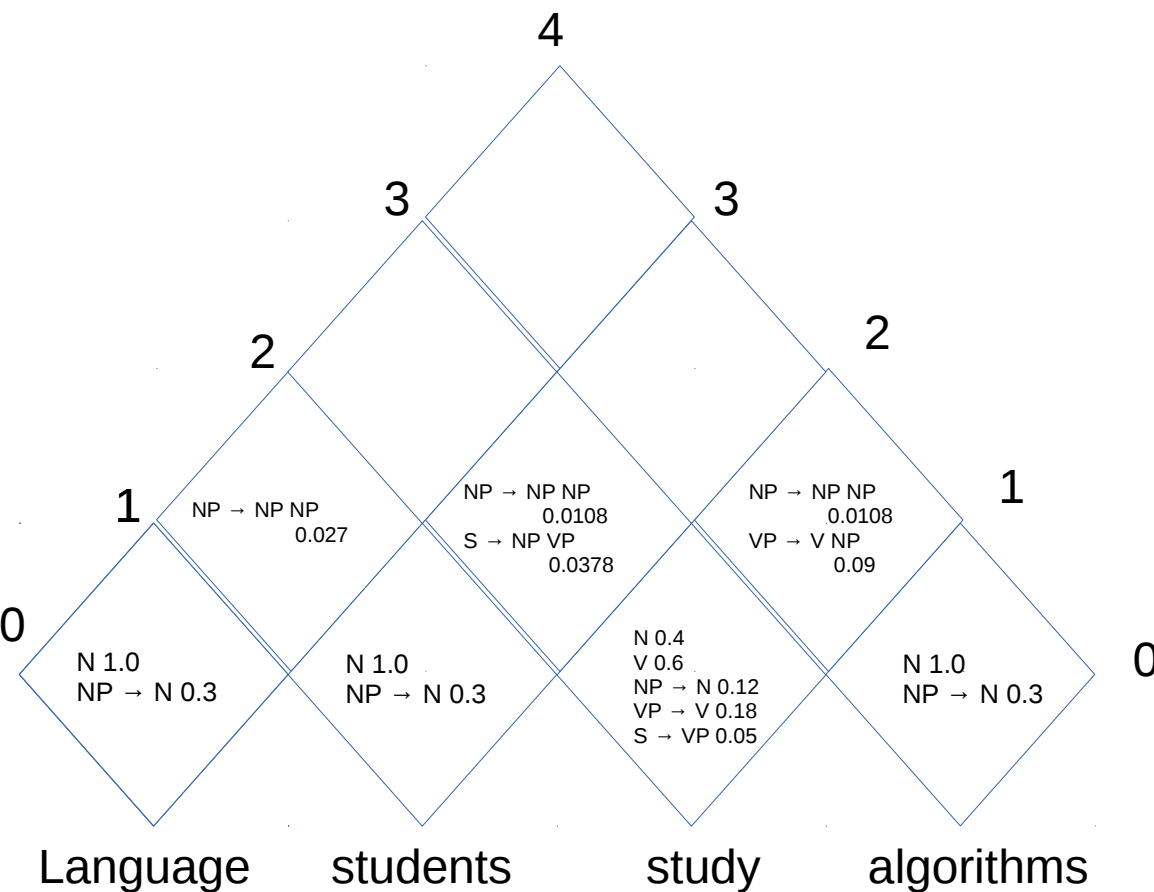 4
3
3
2
2
1
1
NP → NP NP
0.0108
S → NP VP
0.0378
NP → NP NP
0.0108
VP → V NP
0.09
NP → NP NP
0.027
0
0
N 1.0
NP → N 0.3
N 1.0
NP → N 0.3
N 0.4
V 0.6
NP → N 0.12
VP → V 0.18
S → VP 0.05
N 1.0
NP → N 0.3
Language students study algorithms